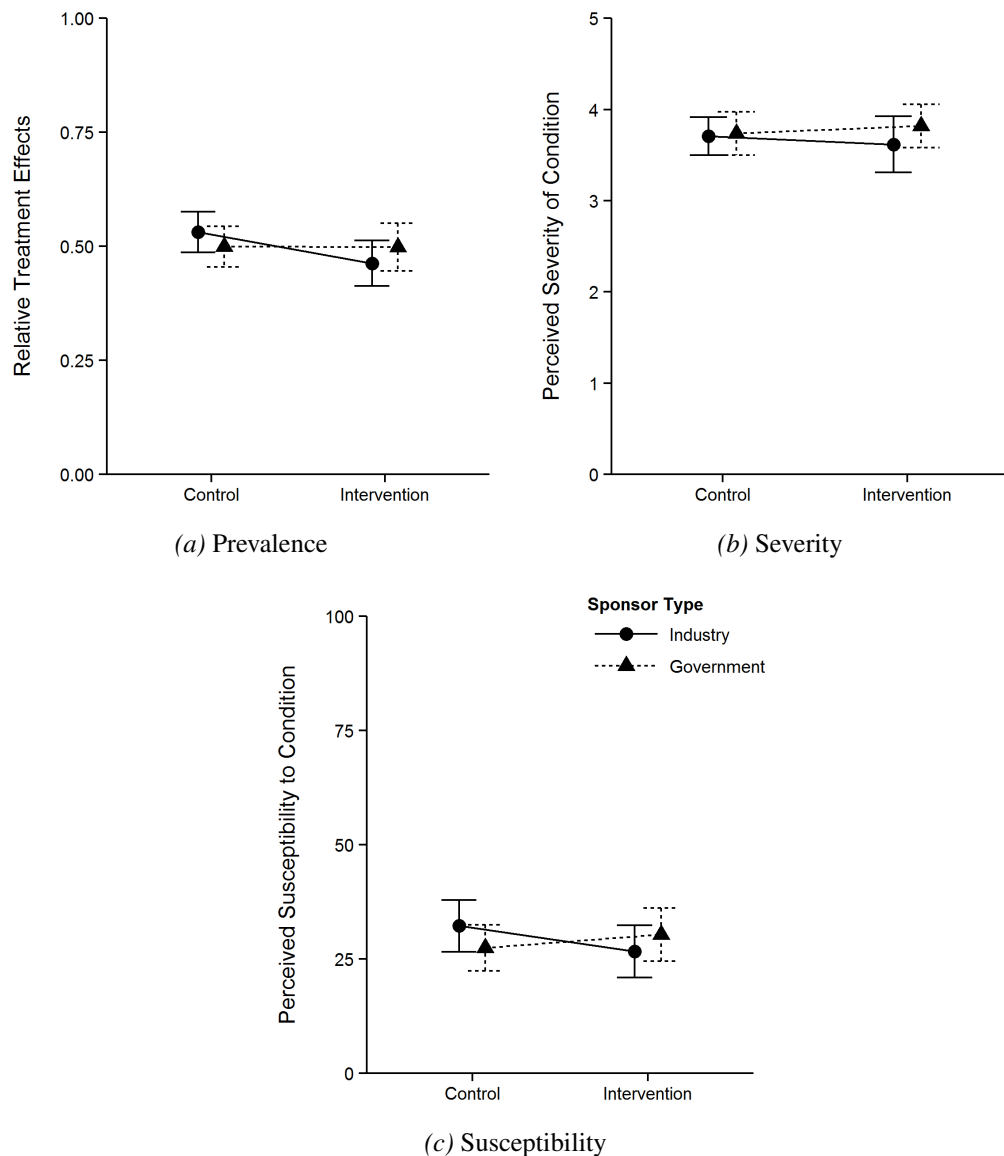 Relative Treatment Effects
1.00
0.75
0.50
0.25
0.00
Control
Intervention
(a) Prevalence
Perceived Severity of Condition
5
4
3
2
1
0
Control
Intervention
(b) Severity
Perceived Susceptibility to Condition
100
75
50
25
0
Control
Intervention
Sponsor Type
Industry
Government
(c) Susceptibility